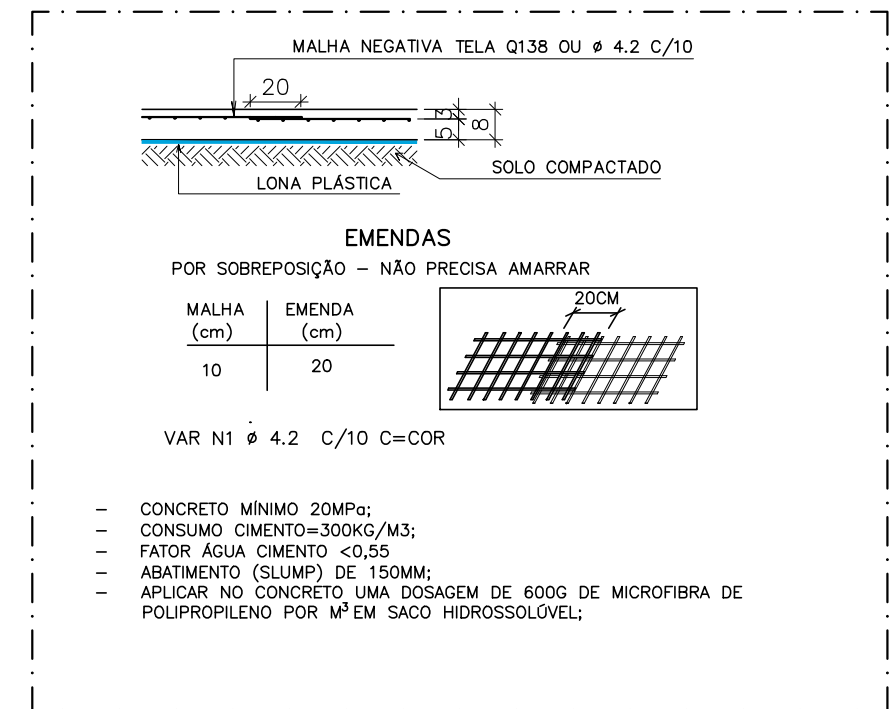 MALHA NEGATIVA TELA Q138 OU ø 4.2 C/10
20
3
5
8
SOLO COMPACTADO
LONA PLÁSTICA
EMENDAS
POR SOBREPOSIÇÃO – NÃO PRECISA AMARRAR
MALHA (cm) EMENDA (cm)
10 20
20CM
VAR N1 ø 4.2 C/10 C=COR
– CONCRETO MÍNIMO 20MPa;
– CONSUMO CIMENTO=300KG/M3;
– FATOR ÁGUA CIMENTO <0,55
– ABATIMENTO (SLUMP) DE 150MM;
– APLICAR NO CONCRETO UMA DOSAGEM DE 600G DE MICROFIBRA DE
POLIPROPILENO POR M³ EM SACO HIDROSSOLÚVEL;